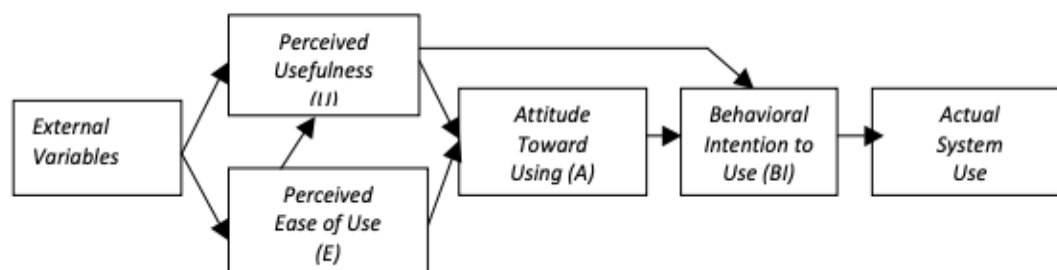 External
Variables
Perceived
Usefulness
(U)
Perceived
Ease of Use
(E)
Attitude
Toward
Using (A)
Behavioral
Intention to
Use (BI)
Actual
System
Use